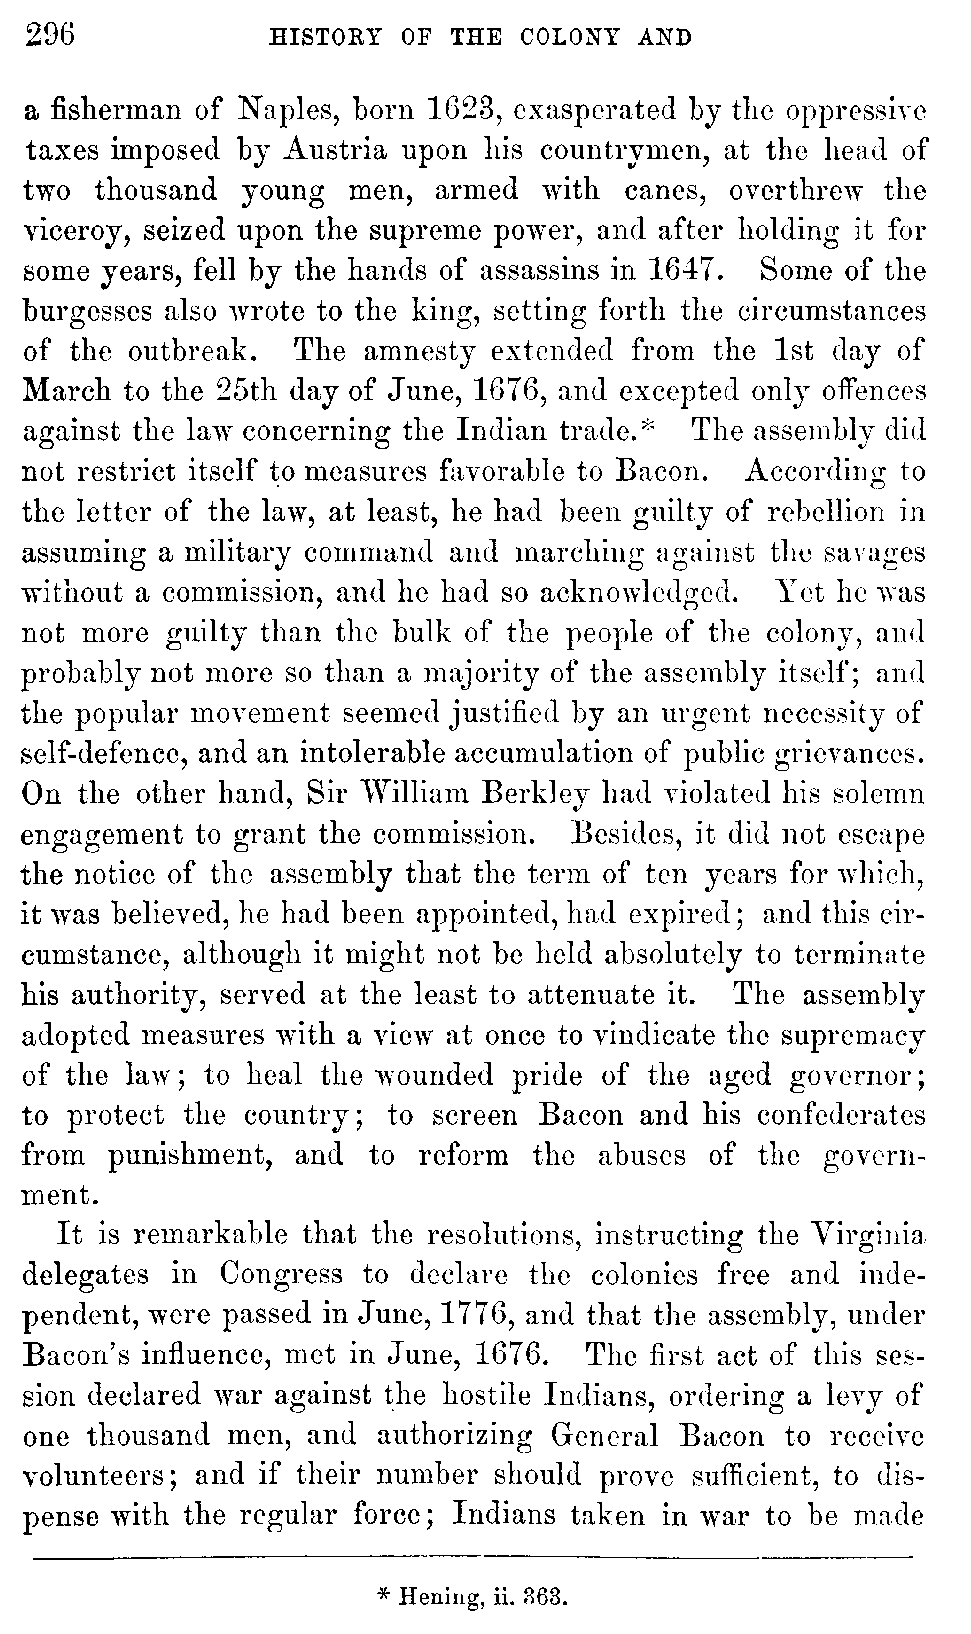 296 HISTORY OF THE COLONY AND
a fisherman of Naples, born 1623, exasperated by the oppressive
taxes imposed by Austria upon his countrymen, at the head of
two thousand young men, armed with canes, overthrew the
viceroy, seized upon the supreme power, and after holding it for
some years, fell by the hands of assassins in 1647. Some of the
burgesses also wrote to the king, setting forth the circumstances
of the outbreak. The amnesty extended from the 1st day of
March to the 25th day of June, 1676, and excepted only offences
against the law concerning the Indian trade.* The assembly did
not restrict itself to measures favorable to Bacon. According to
the letter of the law, at least, he had been guilty of rebellion in
assuming a military command and marching against the savages
without a commission, and he had so acknowledged. Yet he was
not more guilty than the bulk of the people of the colony, and
probably not more so than a majority of the assembly itself; and
the popular movement seemed justified by an urgent necessity of
self-defence, and an intolerable accumulation of public grievances.
On the other hand, Sir William Berkley had violated his solemn
engagement to grant the commission. Besides, it did not escape
the notice of the assembly that the term of ten years for which,
it was believed, he had been appointed, had expired; and this cir-
cumstance, although it might not be held absolutely to terminate
his authority, served at the least to attenuate it. The assembly
adopted measures with a view at once to vindicate the supremacy
of the law; to heal the wounded pride of the aged governor;
to protect the country; to screen Bacon and his confederates
from punishment, and to reform the abuses of the govern-
ment.
It is remarkable that the resolutions, instructing the Virginia
delegates in Congress to declare the colonies free and inde-
pendent, were passed in June, 1776, and that the assembly, under
Bacon's influence, met in June, 1676. The first act of this ses-
sion declared war against the hostile Indians, ordering a levy of
one thousand men, and authorizing General Bacon to receive
volunteers; and if their number should prove sufficient, to dis-
pense with the regular force; Indians taken in war to be made
* Hening, ii. 363.